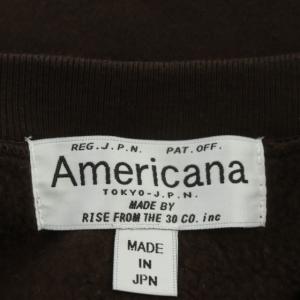 REG.J.P.N. PAT.OFF.
Americana
TOKYO-J.P.N.
MADE BY
RISE FROM THE 30 CO. inc
MADE
IN
JPN